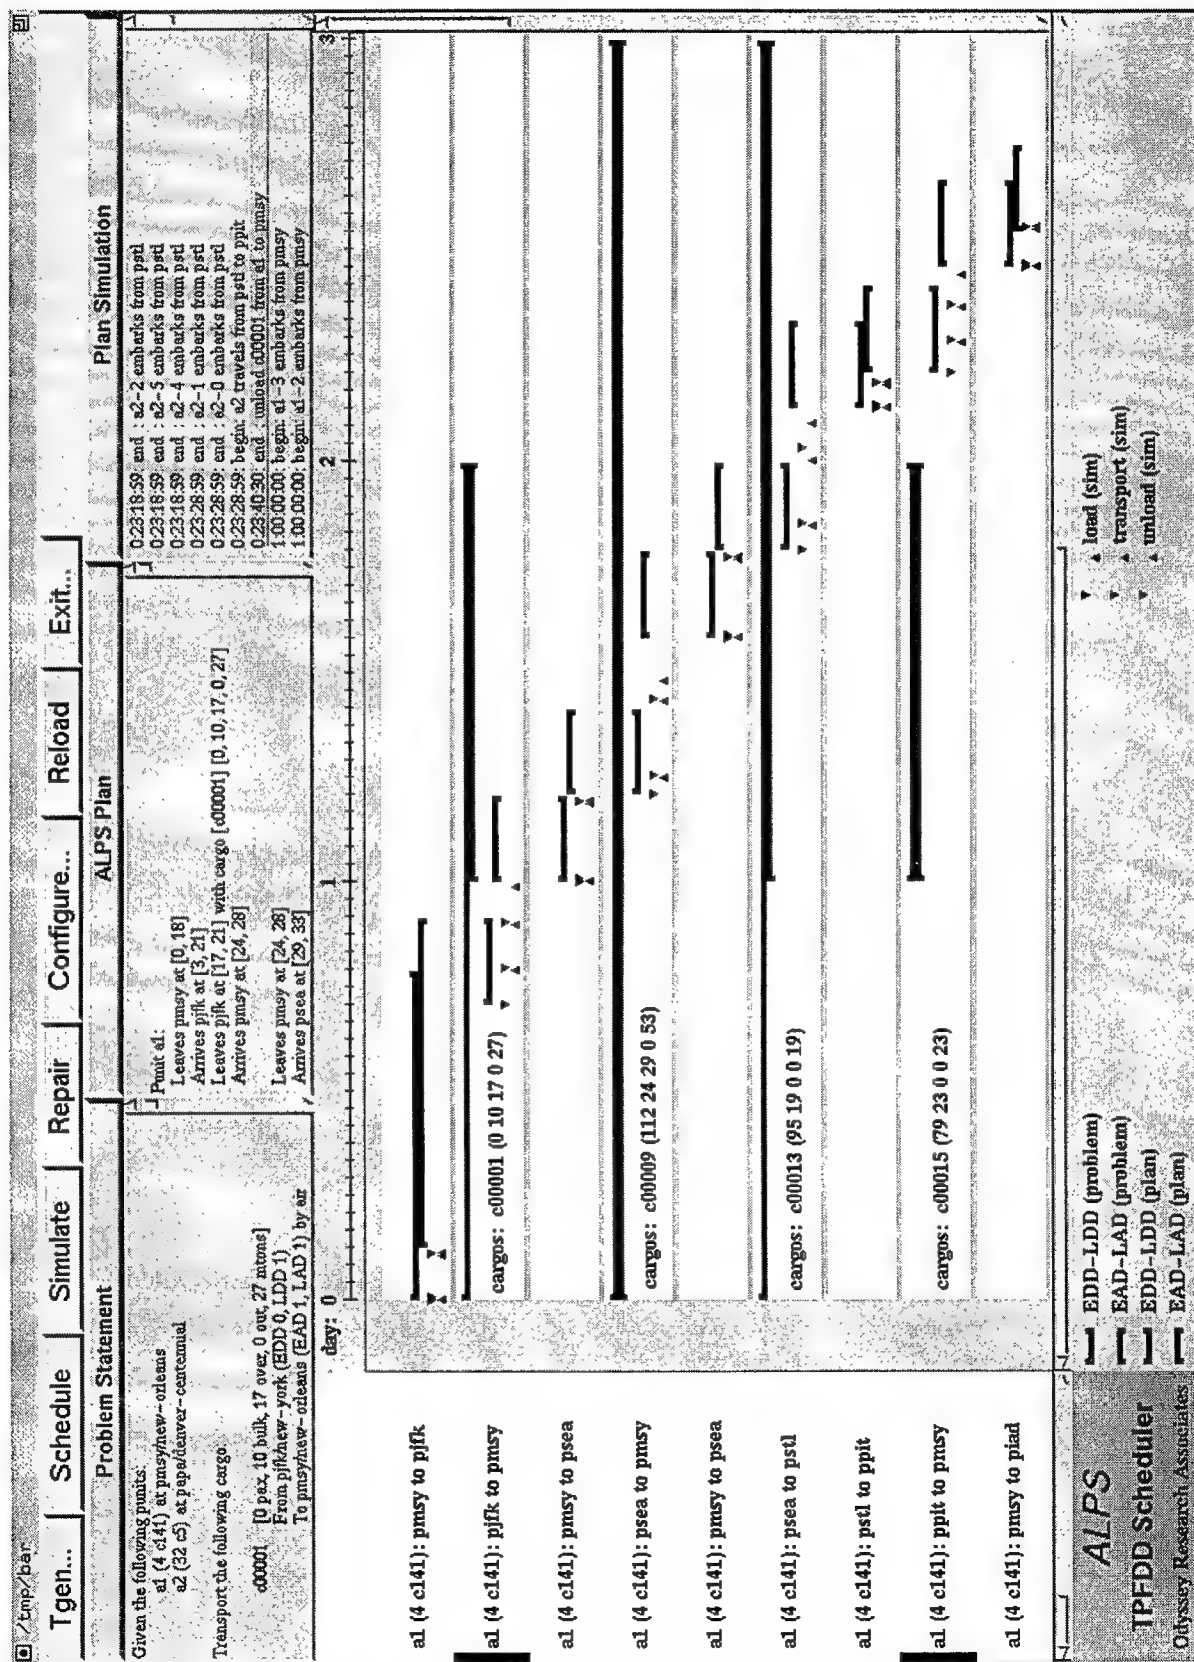 /tmp/bar
Tgen...
Schedule
Simulate
Repair
Configure...
Reload
Exit...
Problem Statement
ALPS Plan
Plan Simulation
Given the following punits:
a1 (4 c141) at pmsy/new-orleans
a2 (32 c5) at papa/denver-centennial
Transport the following cargo:
c00001 [0 pax, 10 bulk, 17 over, 0 out, 27 mtons]
From pjfk/new-york (EDD 0, LDD 1)
To pmsy/new-orleans (EAD 1, LAD 1) by air
Punit a1:
Leaves pmsy at [0, 18]
Arrives pjfk at [3, 21]
Leaves pjfk at [17, 21] with cargo [c00001] [0, 10, 17, 0, 27]
Arrives pmsy at [24, 28]
Leaves pmsy at [24, 28]
Arrives psea at [29, 33]
0:23:18:59: end : a2-2 embarks from pstl
0:23:18:59: end : a2-5 embarks from pstl
0:23:18:59: end : a2-4 embarks from pstl
0:23:28:59: end : a2-1 embarks from pstl
0:23:28:59: end : a2-0 embarks from pstl
0:23:28:59: begin: a2 travels from pstl to ppit
0:23:40:30: end : unload c00001 from a1 to pmsy
1:00:00:00: begin: a1-3 embarks from pmsy
1:00:00:00: begin: a1-2 embarks from pmsy
day: 0 1 2 3
a1 (4 c141): pmsy to pjfk
a1 (4 c141): pjfk to pmsy
cargos: c00001 (0 10 17 0 27)
a1 (4 c141): pmsy to psea
a1 (4 c141): psea to pmsy
cargos: c00009 (112 24 29 0 53)
a1 (4 c141): pmsy to psea
a1 (4 c141): psea to pstl
cargos: c00013 (95 19 0 0 19)
a1 (4 c141): pstl to ppit
a1 (4 c141): ppit to pmsy
cargos: c00015 (79 23 0 0 23)
a1 (4 c141): pmsy to piad
ALPS
TPFDD Scheduler
Odyssey Research Associates
EDD-LDD (problem)
EAD-LAD (problem)
EDD-LDD (plan)
EAD-LAD (plan)
load (sim)
transport (sim)
unload (sim)